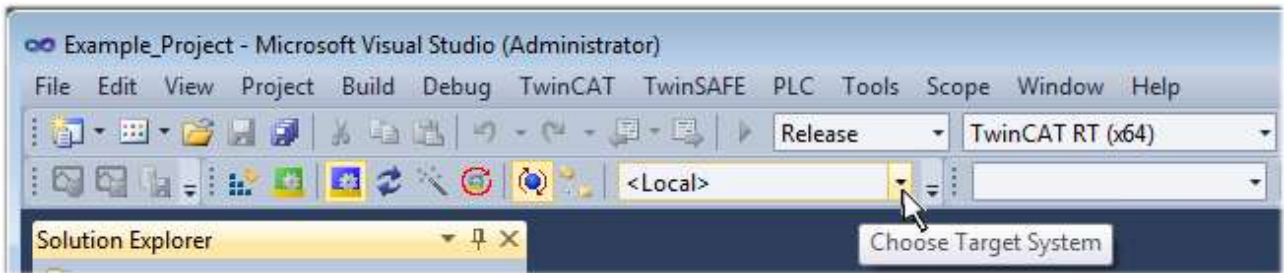 Example_Project - Microsoft Visual Studio (Administrator)
File Edit View Project Build Debug TwinCAT TwinSAFE PLC Tools Scope Window Help
Release TwinCAT RT (x64)
<Local>
Solution Explorer Choose Target System